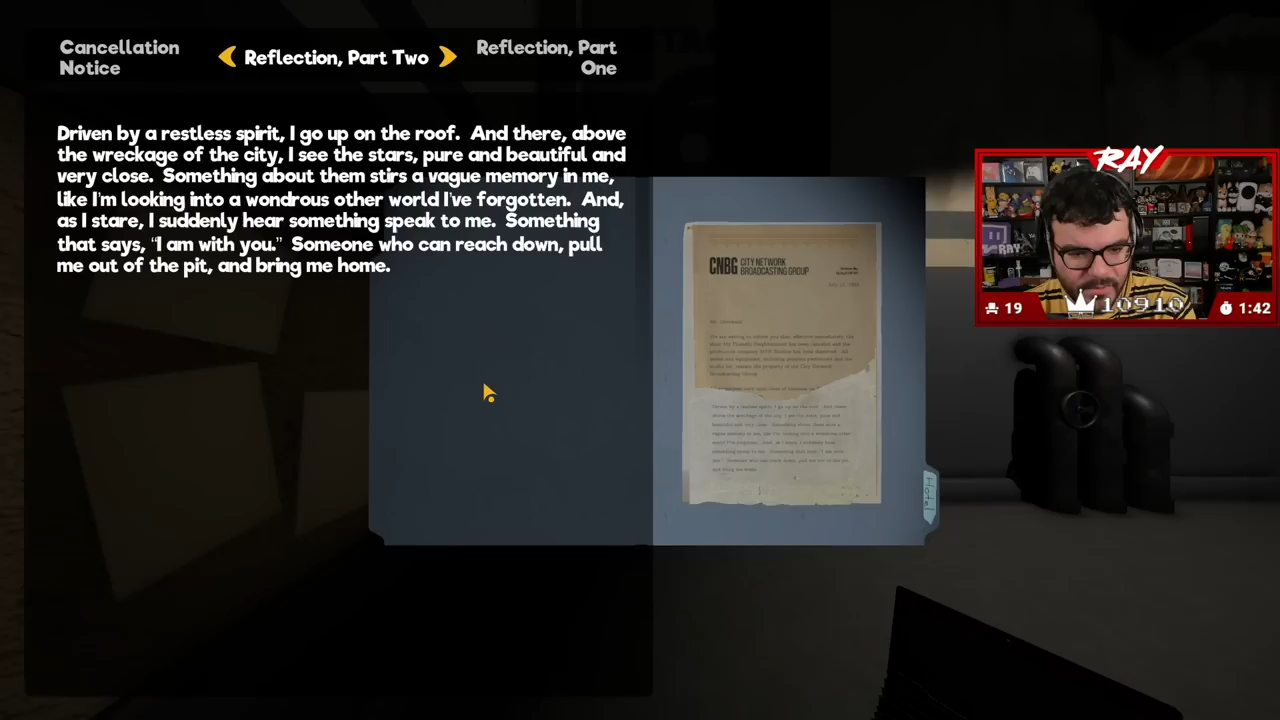 Cancellation
Notice
Reflection, Part Two
Reflection, Part
One
Driven by a restless spirit, I go up on the roof. And there, above
the wreckage of the city, I see the stars, pure and beautiful and
very close. Something about them stirs a vague memory in me,
like I'm looking into a wondrous other world I've forgotten. And,
as I stare, I suddenly hear something speak to me. Something
that says, “I am with you.” Someone who can reach down, pull
me out of the pit, and bring me home.
CNBG CITY NETWORK
BROADCASTING GROUP
Hotel
RAY
19
10910
1:42